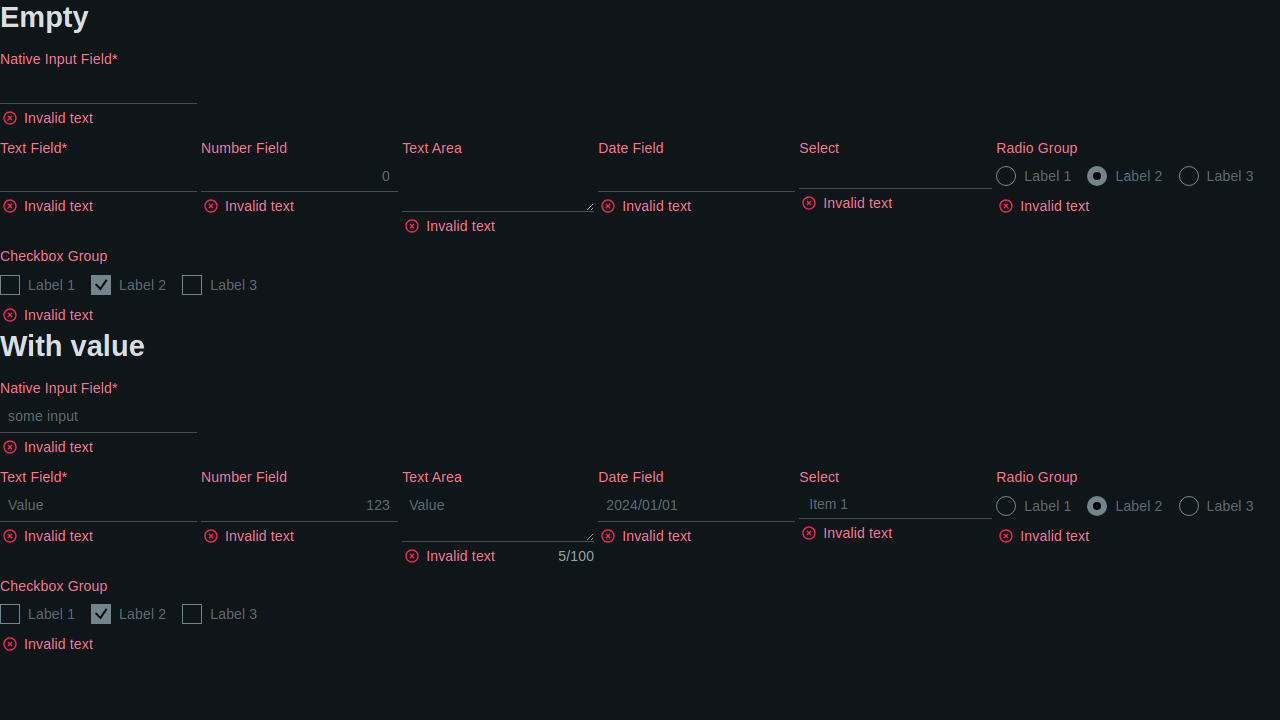 Empty
Native Input Field*
Invalid text
Text Field* Number Field Text Area Date Field Select Radio Group
0 Label 1 Label 2 Label 3
Invalid text Invalid text Invalid text Invalid text Invalid text Invalid text
Checkbox Group
Label 1 Label 2 Label 3
Invalid text
With value
Native Input Field*
some input
Invalid text
Text Field* Number Field Text Area Date Field Select Radio Group
Value 123 Value 2024/01/01 Item 1 Label 1 Label 2 Label 3
Invalid text Invalid text Invalid text 5/100 Invalid text Invalid text Invalid text
Checkbox Group
Label 1 Label 2 Label 3
Invalid text